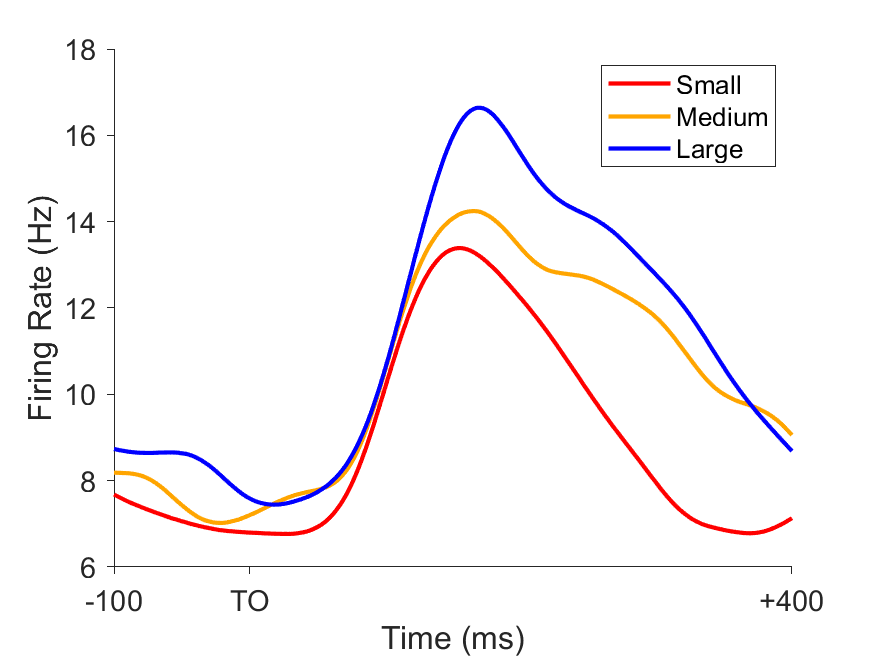 18
16
14
12
10
8
6
Firing Rate (Hz)
Small
Medium
Large
-100
TO
+400
Time (ms)